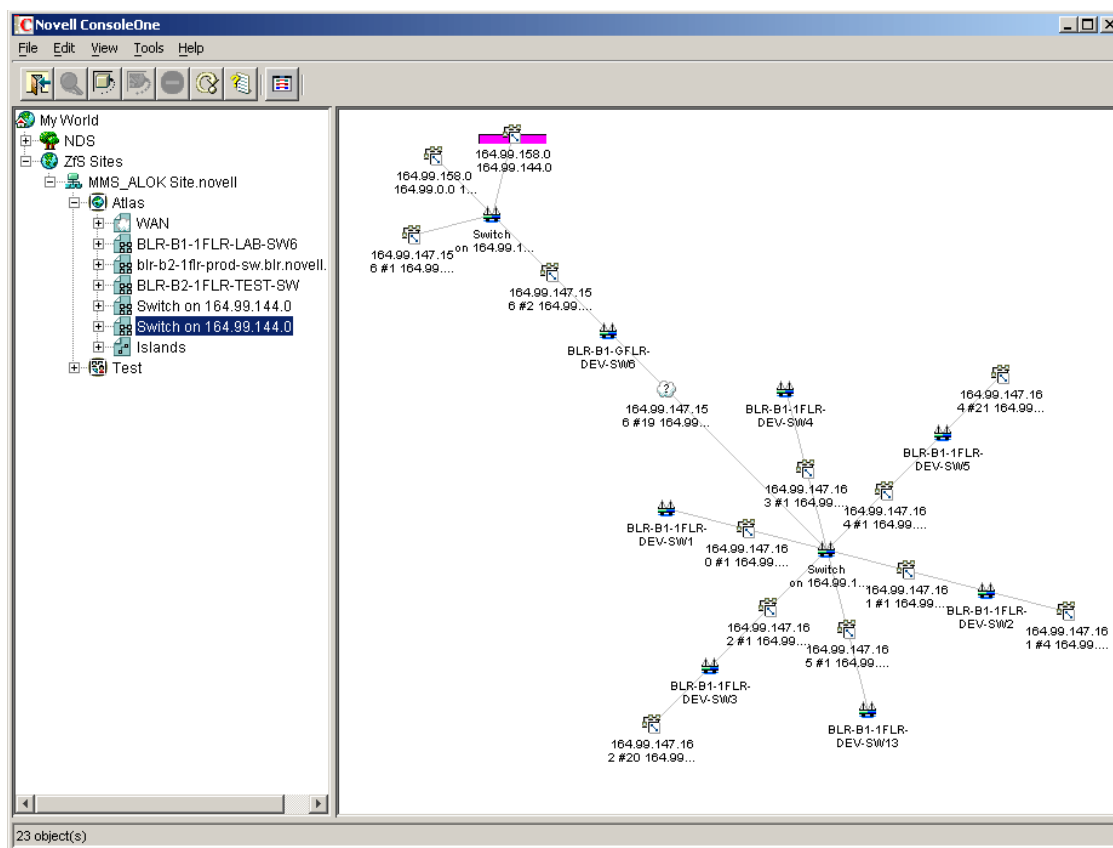 Novell ConsoleOne
File Edit View Tools Help
My World
NDS
ZfS Sites
MMS_ALOK Site.novell
Atlas
WAN
BLR-B1-1FLR-LAB-SW6
blr-b2-1flr-prod-sw.blr.novell.
BLR-B2-1FLR-TEST-SW
Switch on 164.99.144.0
Switch on 164.99.144.0
Islands
Test
164.99.158.0
164.99.144.0
164.99.158.0
164.99.0.0 1...
Switch
on 164.99.1...
164.99.147.15
6 #1 164.99....
164.99.147.15
6 #2 164.99....
BLR-B1-GFLR-
DEV-SW6
?
164.99.147.15
6 #19 164.99...
BLR-B1-1FLR-
DEV-SW4
164.99.147.16
4 #21 164.99...
BLR-B1-1FLR-
DEV-SW5
164.99.147.16
3 #1 164.99....
164.99.147.16
4 #1 164.99....
BLR-B1-1FLR-
DEV-SW1
164.99.147.16
0 #1 164.99....
Switch
on 164.99.1...
164.99.147.16
1 #1 164.99....
BLR-B1-1FLR-
DEV-SW2
164.99.147.16
1 #4 164.99....
164.99.147.16
2 #1 164.99....
164.99.147.16
5 #1 164.99....
BLR-B1-1FLR-
DEV-SW3
BLR-B1-1FLR-
DEV-SW13
164.99.147.16
2 #20 164.99...
23 object(s)